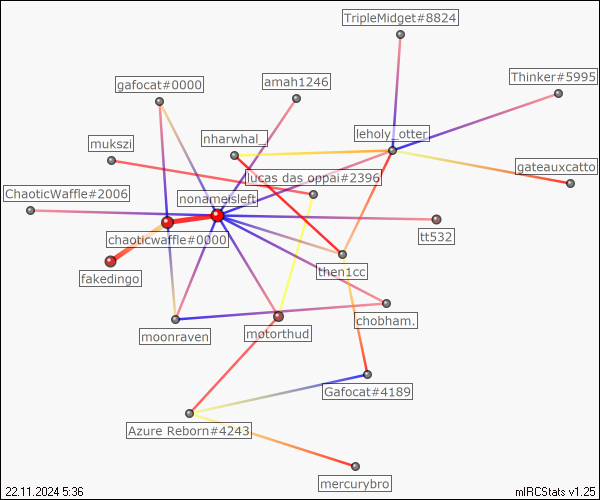 TripleMidget#8824
Thinker#5995
gafocat#0000
amah1246
leholy_otter
nharwhal_
mukszi
gateauxcatto
lucas das oppai#2396
ChaoticWaffle#2006
nonameisleft
tt532
chaoticwaffle#0000
then1cc
fakedingo
chobham.
moonraven
motorthud
Gafocat#4189
Azure Reborn#4243
mercurybro
22.11.2024 5:36
mIRCStats v1.25